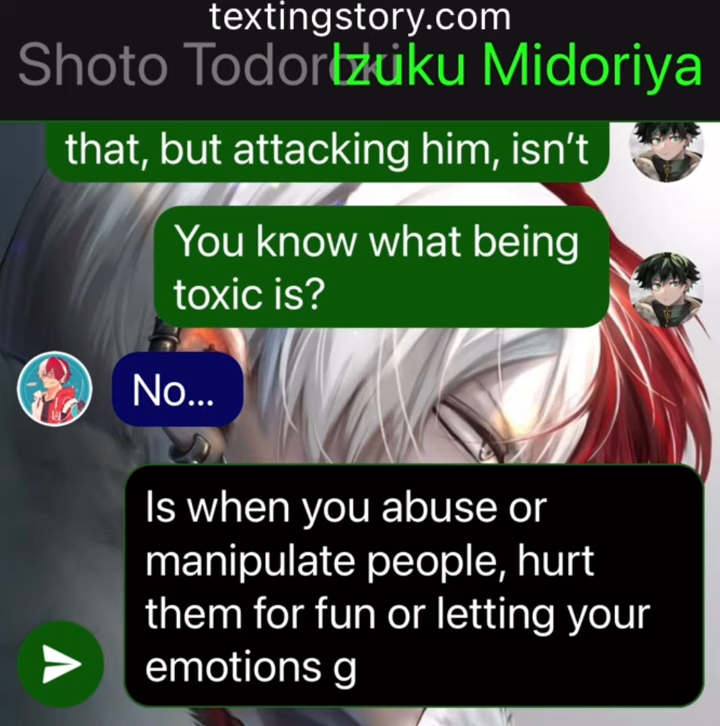 textingstory.com
Shoto Todoroki Izuku Midoriya
that, but attacking him, isn't
You know what being
toxic is?
No...
Is when you abuse or
manipulate people, hurt
them for fun or letting your
emotions g